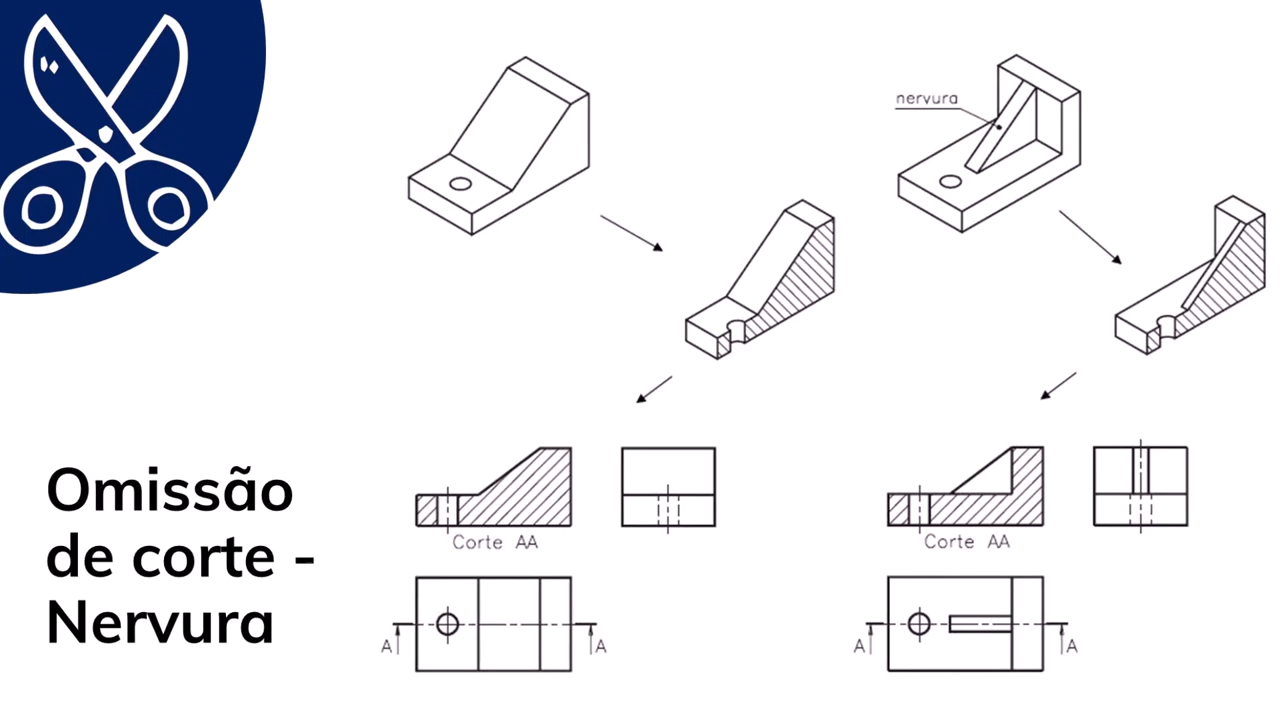 nervura
Omissão
de corte -
Nervura
Corte AA
Corte AA
A
A
A
A